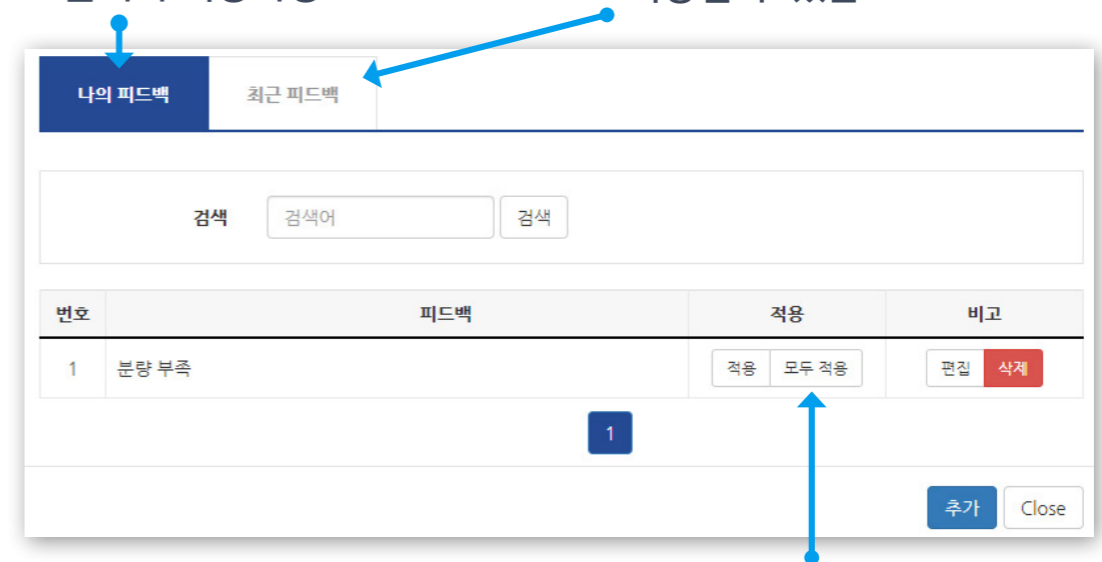 나의 피드백 최근 피드백
검색 검색어 검색
번호 피드백 적용 비고
1 분량 부족 적용 모두 적용 편집 삭제
1
추가 Close